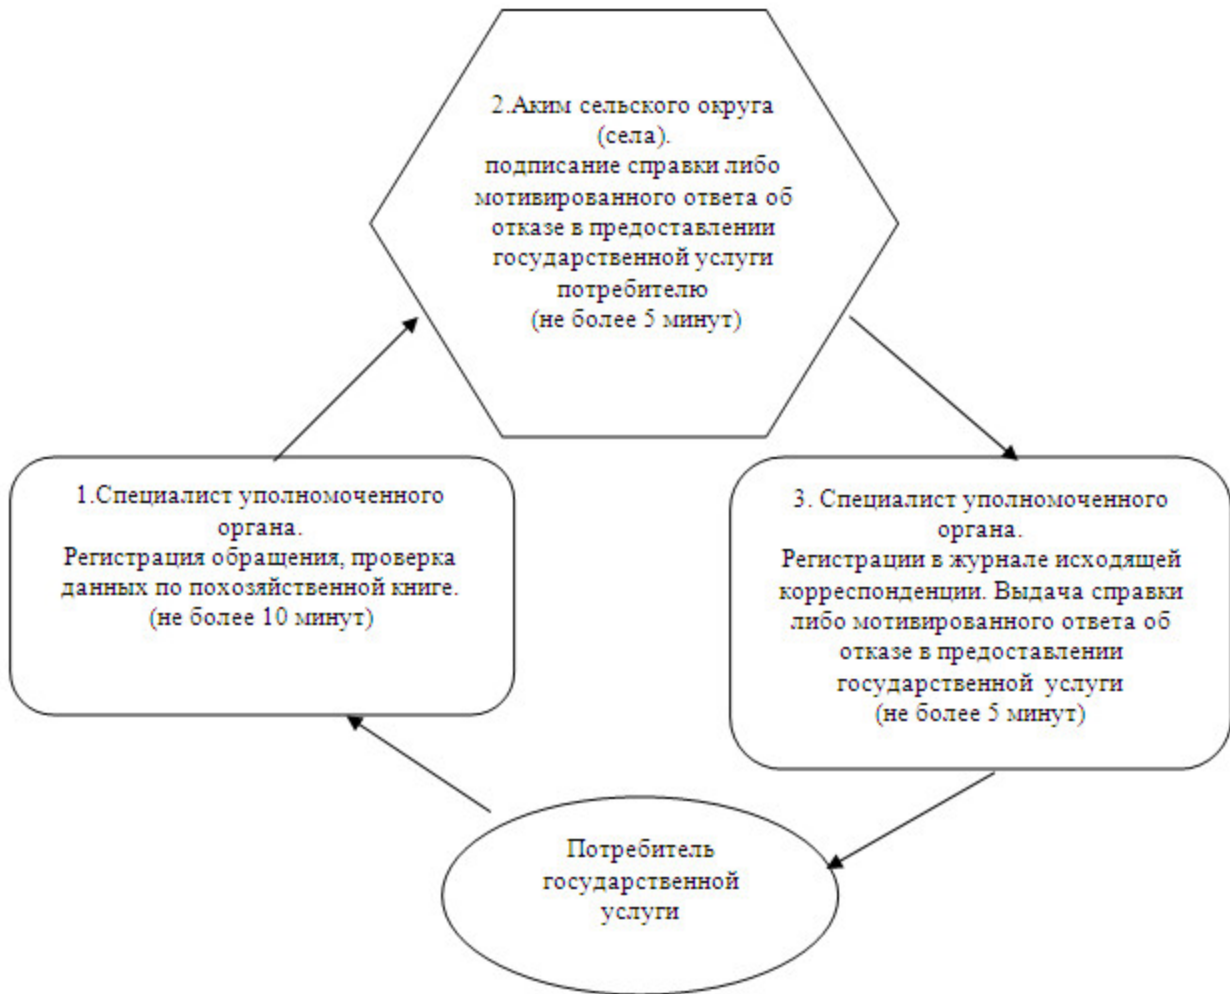 2.Аким сельского округа
(села).
подписание справки либо
мотивированного ответа об
отказе в предоставлении
государственной услуги
потребителю
(не более 5 минут)
1.Специалист уполномоченного
органа.
Регистрация обращения, проверка
данных по похозяйственной книге.
(не более 10 минут)
3. Специалист уполномоченного
органа.
Регистрации в журнале исходящей
корреспонденции. Выдача справки
либо мотивированного ответа об
отказе в предоставлении
государственной услуги
(не более 5 минут)
Потребитель
государственной
услуги